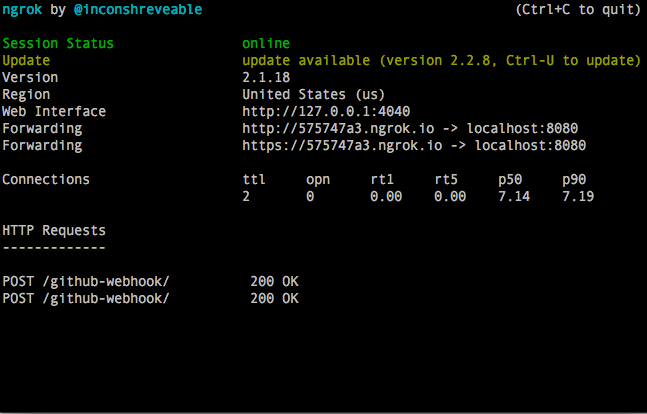 ngrok by @inconshreveable (Ctrl+C to quit)
Session Status online
Update update available (version 2.2.8, Ctrl-U to update)
Version 2.1.18
Region United States (us)
Web Interface http://127.0.0.1:4040
Forwarding http://575747a3.ngrok.io -> localhost:8080
Forwarding https://575747a3.ngrok.io -> localhost:8080
Connections ttl opn rt1 rt5 p50 p90
2 0 0.00 0.00 7.14 7.19
HTTP Requests
-------------
POST /github-webhook/ 200 OK
POST /github-webhook/ 200 OK